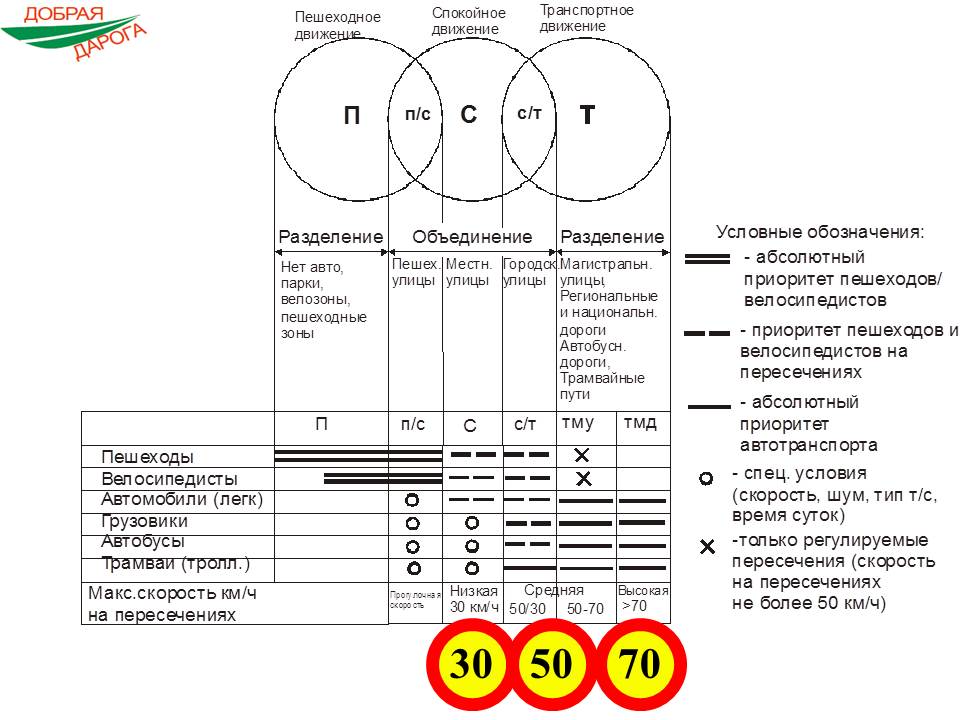 ДОБРАЯ
ДАРОГА
Пешеходное
движение
Спокойное
движение
Транспортное
движение
П
п/с
С
с/т
Т
Разделение
Объединение
Разделение
Нет авто,
парки,
велозоны,
пешеходные
зоны
Пешех.
улицы
Местн.
улицы
Городск.
улицы
Магистральн.
улицы,
Региональные
и национальн.
дороги
Автобусн.
дороги,
Трамвайные
пути
Условные обозначения:
- абсолютный
приоритет пешеходов/
велосипедистов
- приоритет пешеходов и
велосипедистов на
пересечениях
- абсолютный
приоритет
автотранспорта
- спец. условия
(скорость, шум, тип т/с,
время суток)
-только регулируемые
пересечения (скорость
на пересечениях
не более 50 км/ч)
П п/с С с/т тму тмд
Пешеходы
Велосипедисты
Автомобили (легк)
Грузовики
Автобусы
Трамваи (тролл.)
Макс.скорость км/ч
на пересечениях
Прогулочная
скорость
Низкая
30 км/ч
Средняя
50/30 50-70
Высокая
>70
30 50 70